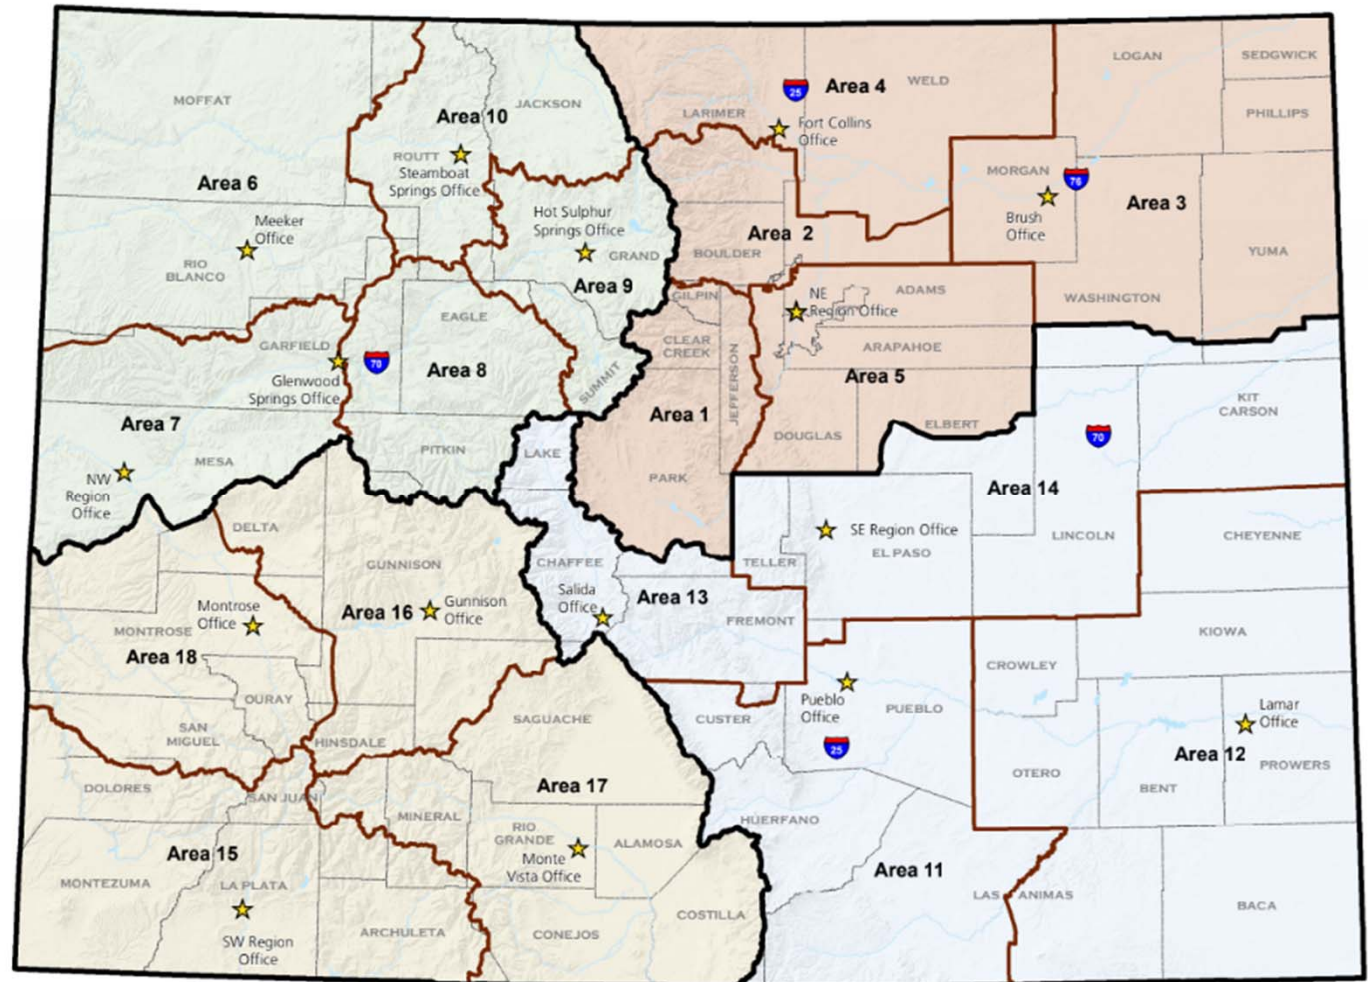 LOGAN
SEDGWICK
PHILLIPS
25
Area 4
WELD
LARIMER
Fort Collins
Office
MOFFAT
JACKSON
Area 10
ROUTT
Steamboat
Springs Office
Area 6
Meeker
Office
RIO
BLANCO
Hot Sulphur
Springs Office
GRAND
Area 9
MORGAN
76
Brush
Office
Area 3
YUMA
WASHINGTON
Area 2
BOULDER
GILPIN
NE
Region Office
ADAMS
ARAPAHOE
Area 5
CLEAR
CREEK
JEFFERSON
Area 1
DOUGLAS
ELBERT
PARK
EAGLE
GARFIELD
70
Glenwood
Springs Office
Area 8
SUMMIT
Area 7
MESA
PITKIN
LAKE
NW
Region
Office
KIT
CARSON
70
Area 14
SE Region Office
EL PASO
LINCOLN
CHEYENNE
TELLER
DELTA
GUNNISON
CHAFFEE
Salida
Office
Area 13
FREMONT
Montrose
Office
MONTROSE
Area 18
Area 16
Gunnison
Office
OURAY
SAN
MIGUEL
HINSDALE
SAGUACHE
CUSTER
Pueblo
Office
PUEBLO
25
CROWLEY
KIOWA
Lamar
Office
Area 12
PROWERS
OTERO
BENT
DOLORES
SAN JUAN
Area 17
MINERAL
RIO
GRANDE
Monte
Vista Office
ALAMOSA
HUERFANO
Area 15
MONTEZUMA
LA PLATA
SW Region
Office
ARCHULETA
CONEJOS
COSTILLA
Area 11
LAS ANIMAS
BACA